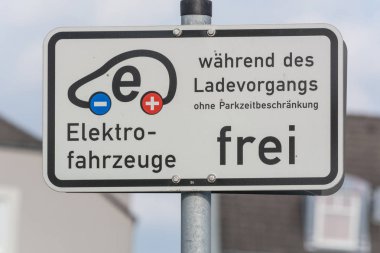 e
während des
Ladevorgangs
ohne Parkzeitbeschränkung
Elektro-
fahrzeuge
frei